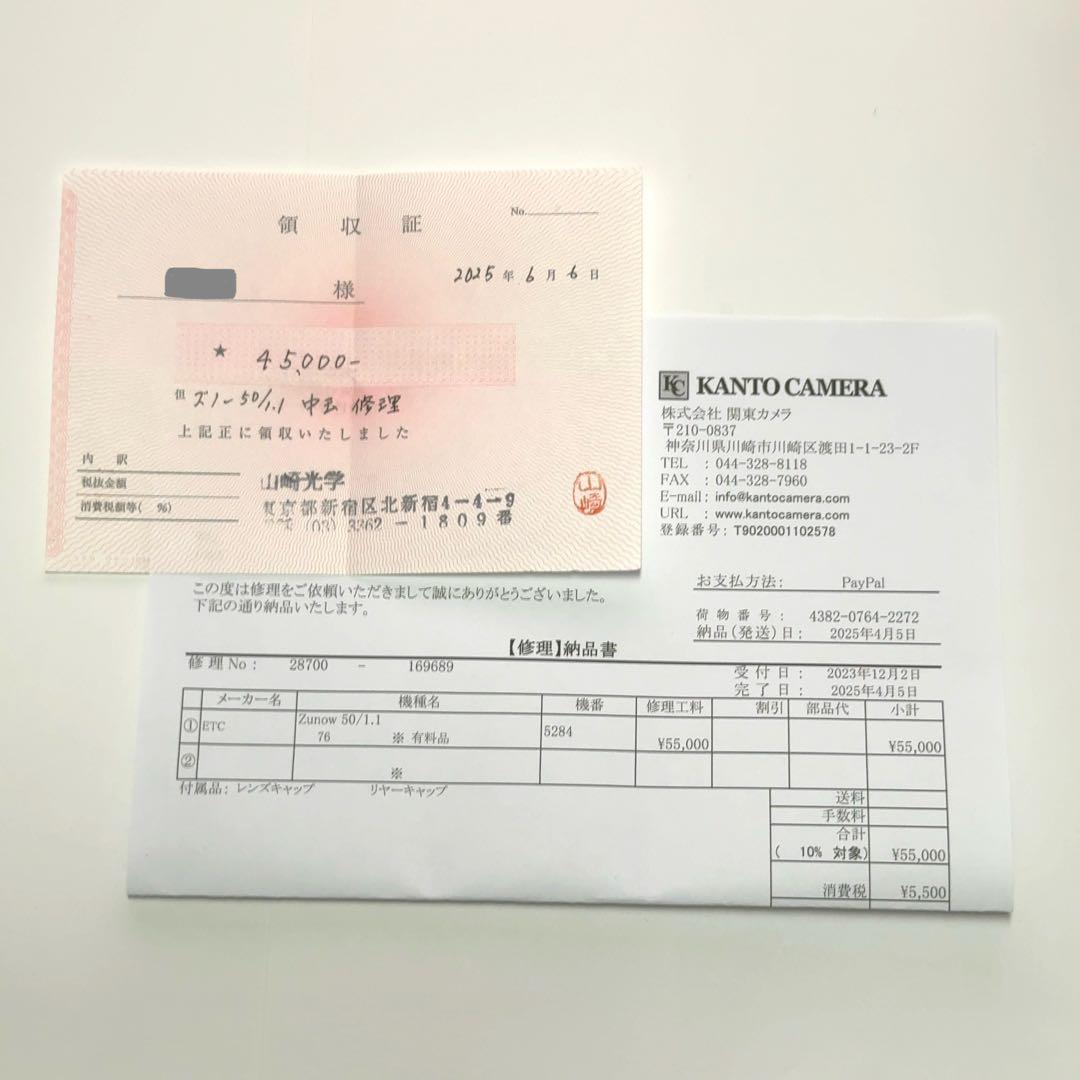 領 収 証
No.
様
2025 年 6 月 6 日
★ 45,000-
但 ズノー50/1.1 中玉 修理
上記正に領収いたしました
内 訳
税抜金額
消費税額等( %)
山崎光学
東京都新宿区北新宿4-4-9
(03) 3362-1809番
山崎
KC KANTO CAMERA
株式会社 関東カメラ
〒210-0837
神奈川県川崎市川崎区渡田1-1-23-2F
TEL : 044-328-8118
FAX : 044-328-7960
E-mail : info@kantocamera.com
URL : www.kantocamera.com
登録番号 : T9020001102578
お支払方法: PayPal
この度は修理をご依頼いただきまして誠にありがとうございました。
下記の通り納品いたします。
荷物番号 : 4382-0764-2272
納品(発送)日 : 2025年4月5日
【修理】納品書
修理No : 28700 - 169689
受付日 : 2023年12月2日
完了日 : 2025年4月5日
メーカー名 機種名 機番 修理工料 割引 部品代 小計
① ETC Zunow 50/1.1 5284 ¥55,000 ¥55,000
76 ※ 有料品
② ※
付属品: レンズキャップ リヤーキャップ
送料
手数料
合計
( 10% 対象) ¥55,000
消費税 ¥5,500